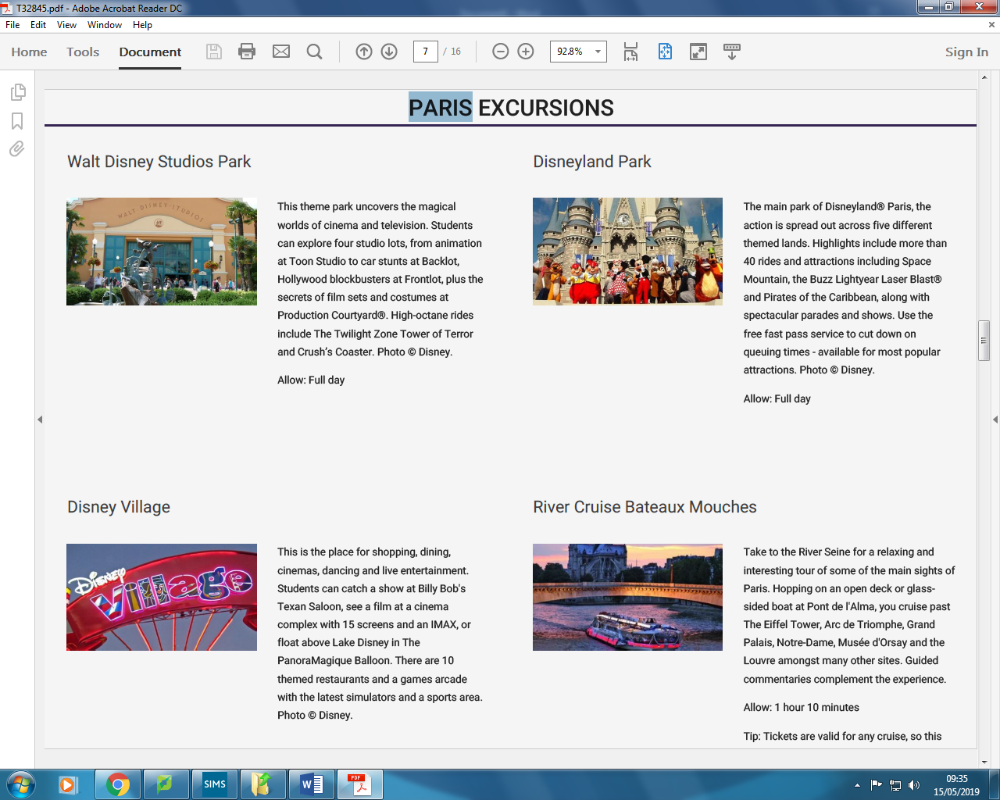 T32845.pdf - Adobe Acrobat Reader DC
File Edit View Window Help
Home Tools Document 7 / 16 92.8% Sign In
PARIS EXCURSIONS
Walt Disney Studios Park
WALT DISNEY STUDIOS
This theme park uncovers the magical
worlds of cinema and television. Students
can explore four studio lots, from animation
at Toon Studio to car stunts at Backlot,
Hollywood blockbusters at Frontlot, plus the
secrets of film sets and costumes at
Production Courtyard®. High-octane rides
include The Twilight Zone Tower of Terror
and Crush's Coaster. Photo © Disney.
Allow: Full day
Disneyland Park
The main park of Disneyland® Paris, the
action is spread out across five different
themed lands. Highlights include more than
40 rides and attractions including Space
Mountain, the Buzz Lightyear Laser Blast®
and Pirates of the Caribbean, along with
spectacular parades and shows. Use the
free fast pass service to cut down on
queuing times - available for most popular
attractions. Photo © Disney.
Allow: Full day
Disney Village
DISNEY
Village
This is the place for shopping, dining,
cinemas, dancing and live entertainment.
Students can catch a show at Billy Bob's
Texan Saloon, see a film at a cinema
complex with 15 screens and an IMAX, or
float above Lake Disney in The
PanoraMagique Balloon. There are 10
themed restaurants and a games arcade
with the latest simulators and a sports area.
Photo © Disney.
River Cruise Bateaux Mouches
Take to the River Seine for a relaxing and
interesting tour of some of the main sights of
Paris. Hopping on an open deck or glass-
sided boat at Pont de l'Alma, you cruise past
The Eiffel Tower, Arc de Triomphe, Grand
Palais, Notre-Dame, Musée d'Orsay and the
Louvre amongst many other sites. Guided
commentaries complement the experience.
Allow: 1 hour 10 minutes
Tip: Tickets are valid for any cruise, so this
SIMS
W
PDF
09:35
15/05/2019